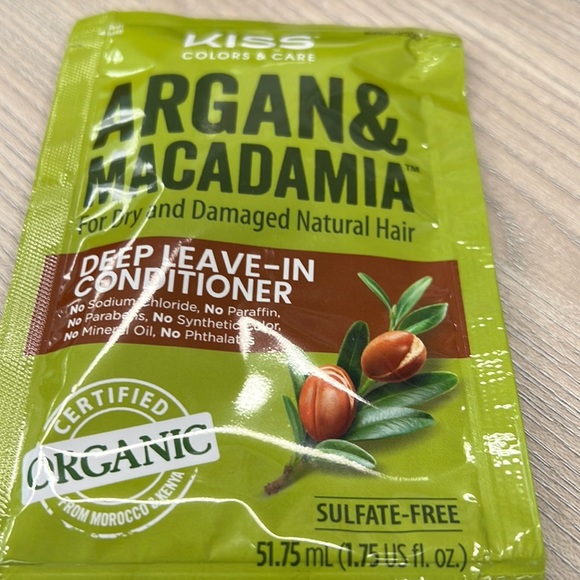 KISS
COLORS & CARE
ARGAN&
MACADAMIA™
For Dry and Damaged Natural Hair
DEEP LEAVE-IN
CONDITIONER
No Sodium Chloride, No Paraffin,
No Parabens, No Synthetic Color,
No Mineral Oil, No Phthalates
CERTIFIED
ORGANIC
FROM MOROCCO & KENYA
SULFATE-FREE
51.75 mL (1.75 US fl. oz.)